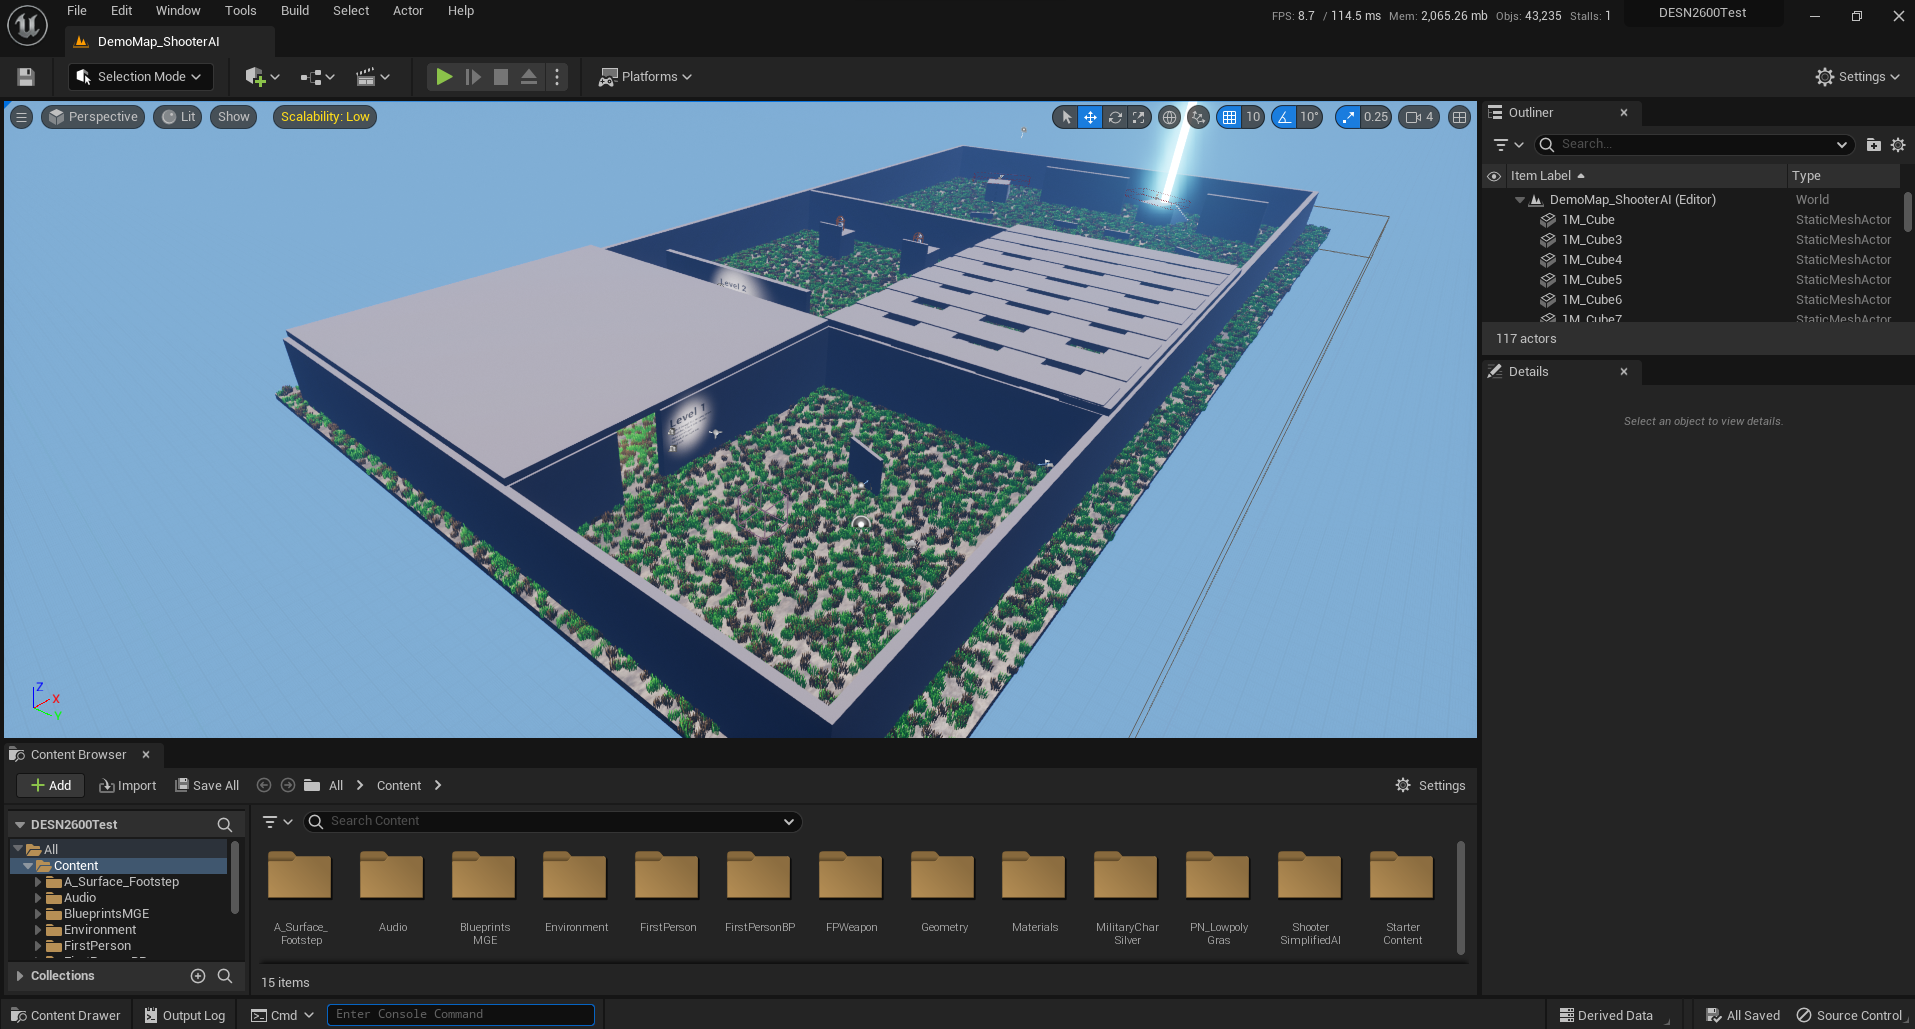 File Edit Window Tools Build Select Actor Help
FPS: 8.7 / 114.5 ms Mem: 2,065.26 mb Objs: 43,235 Stalls: 1
DESN2600Test
DemoMap_ShooterAI
Selection Mode
Platforms
Settings
Perspective
Lit
Show
Scalability: Low
10
10°
0.25
4
Outliner
Search...
Item Label
Type
DemoMap_ShooterAI (Editor) World
1M_Cube StaticMeshActor
1M_Cube3 StaticMeshActor
1M_Cube4 StaticMeshActor
1M_Cube5 StaticMeshActor
1M_Cube6 StaticMeshActor
1M_Cube7 StaticMeshActor
117 actors
Details
Select an object to view details.
Level 2
Level 1
Z
X
Y
Content Browser
Add
Import
Save All
All
Content
Settings
DESN2600Test
Search Content
All
Content
A_Surface_Footstep
Audio
BlueprintsMGE
Environment
FirstPerson
FirstPersonBP
Collections
A_Surface_
Footstep
Audio
Blueprints
MGE
Environment
FirstPerson
FirstPersonBP
FPWeapon
Geometry
Materials
MilitaryChar
Silver
PN_Lowpoly
Gras
Shooter
SimplifiedAI
Starter
Content
15 items
Content Drawer
Output Log
Cmd
Enter Console Command
Derived Data
All Saved
Source Control